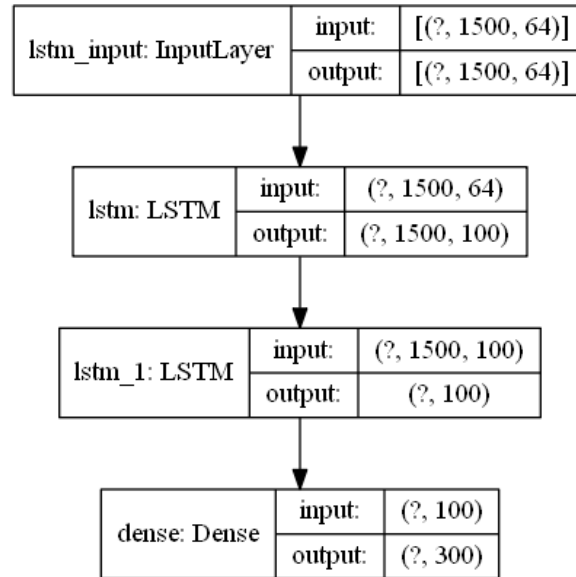 lstm_input: InputLayer
input: [(?, 1500, 64)]
output: [(?, 1500, 64)]
lstm: LSTM
input: (?, 1500, 64)
output: (?, 1500, 100)
lstm_1: LSTM
input: (?, 1500, 100)
output: (?, 100)
dense: Dense
input: (?, 100)
output: (?, 300)